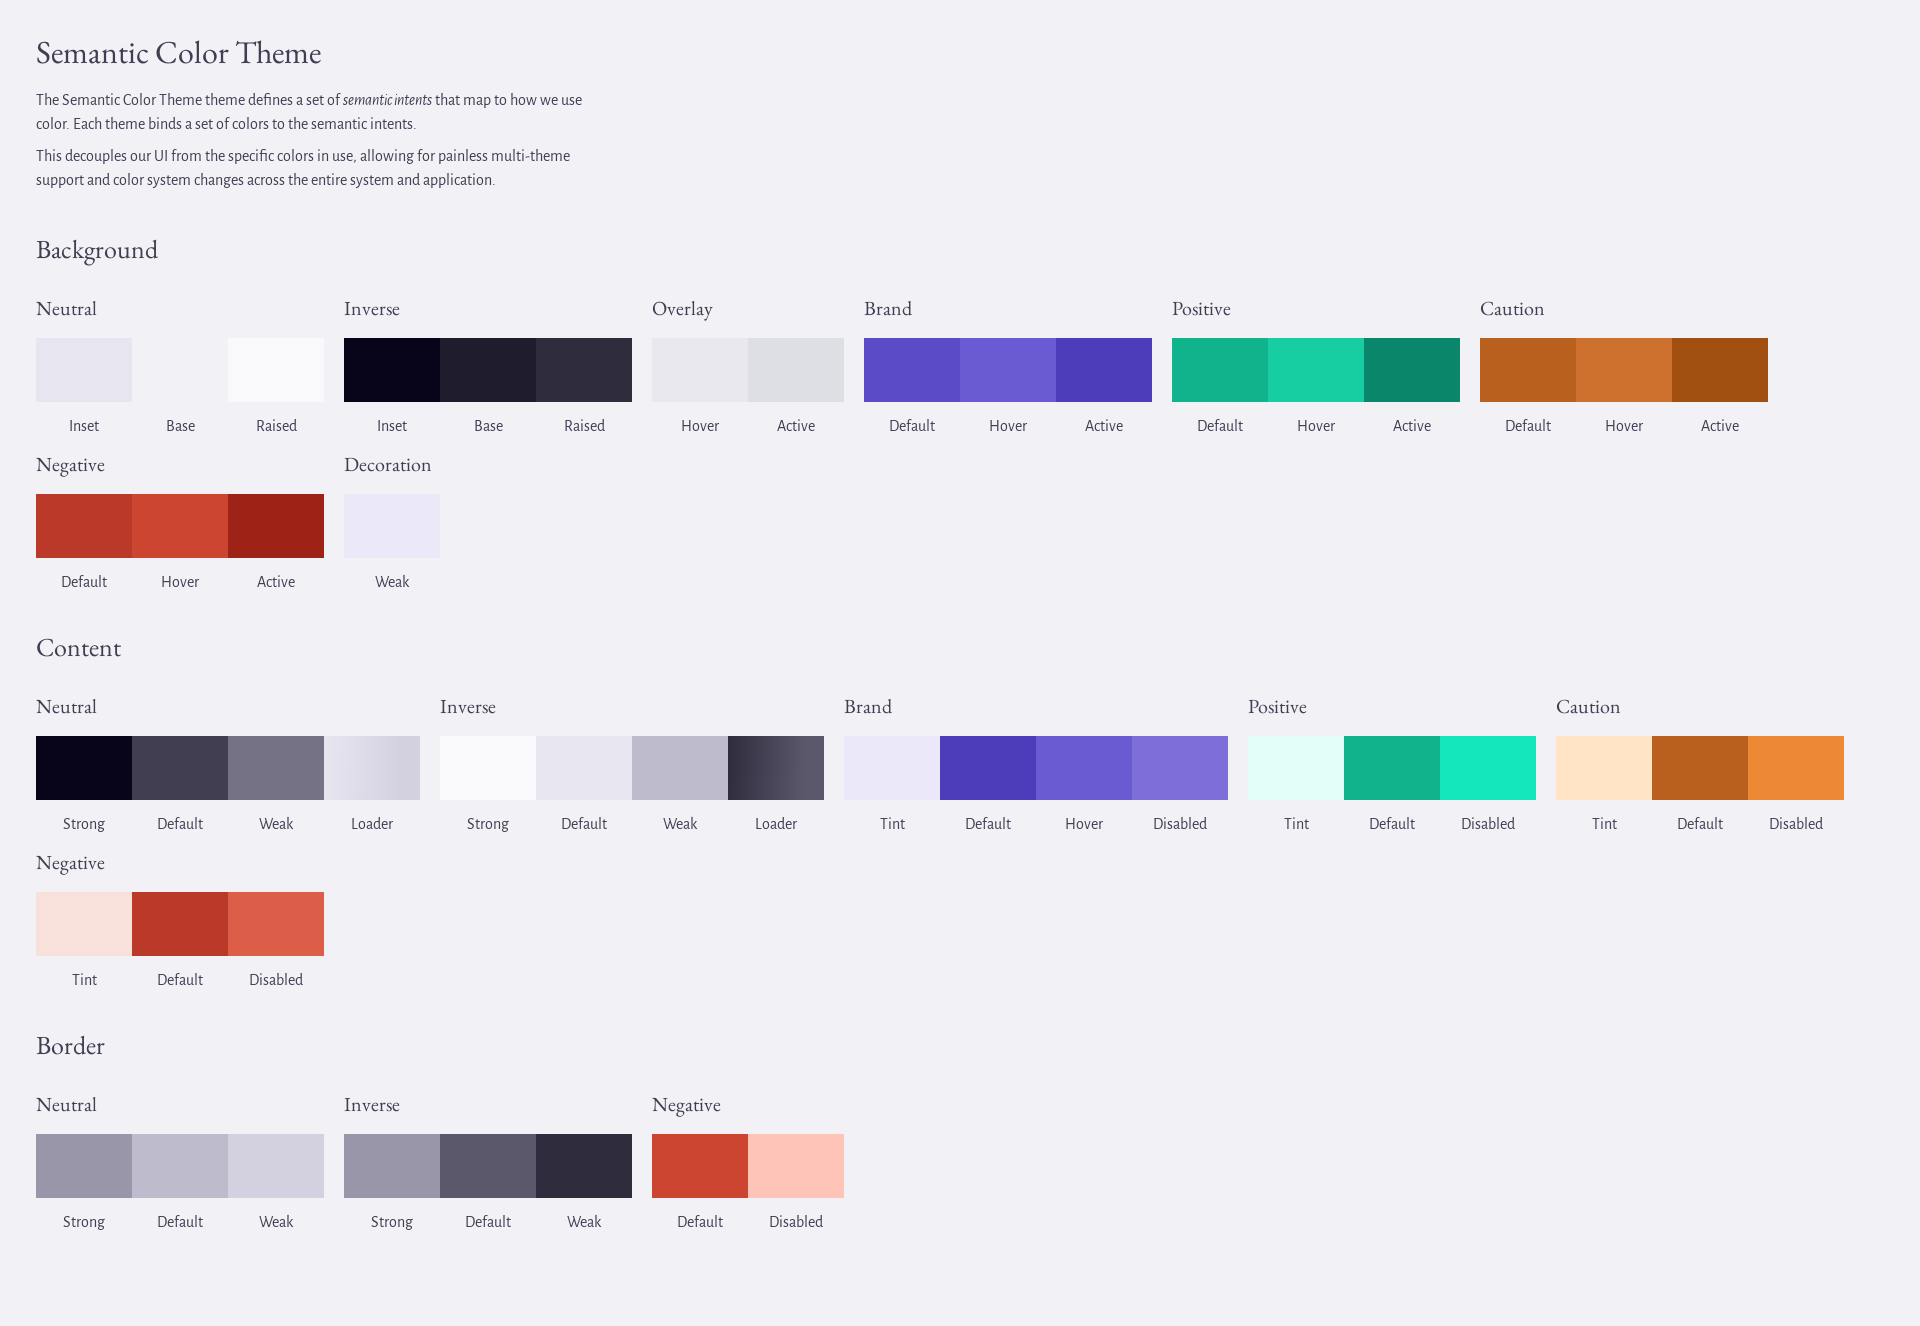 Semantic Color Theme
The Semantic Color Theme theme defines a set of semantic intents that map to how we use
color. Each theme binds a set of colors to the semantic intents.
This decouples our UI from the specific colors in use, allowing for painless multi-theme
support and color system changes across the entire system and application.
Background
Neutral Inverse Overlay Brand Positive Caution
Inset Base Raised Inset Base Raised Hover Active Default Hover Active Default Hover Active Default Hover Active
Negative Decoration
Default Hover Active Weak
Content
Neutral Inverse Brand Positive Caution
Strong Default Weak Loader Strong Default Weak Loader Tint Default Hover Disabled Tint Default Disabled Tint Default Disabled
Negative
Tint Default Disabled
Border
Neutral Inverse Negative
Strong Default Weak Strong Default Weak Default Disabled